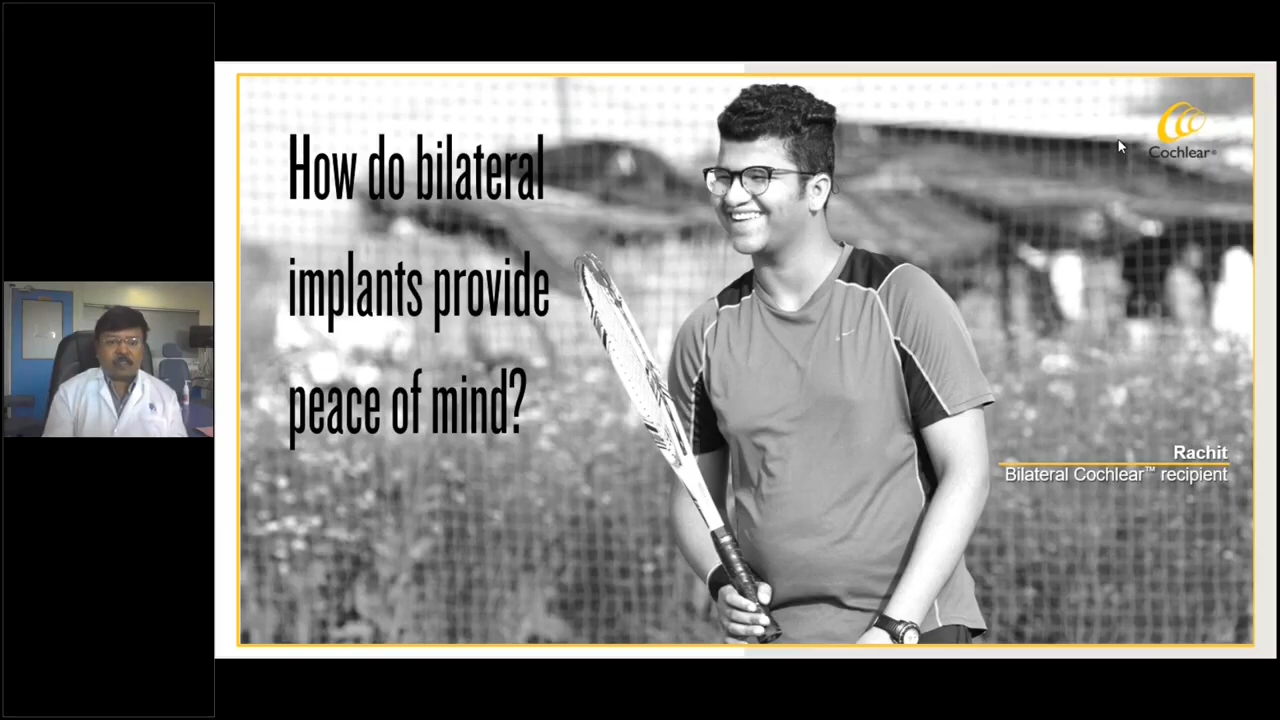 How do bilateral
implants provide
peace of mind?
Cochlear®
Rachit
Bilateral Cochlear™ recipient